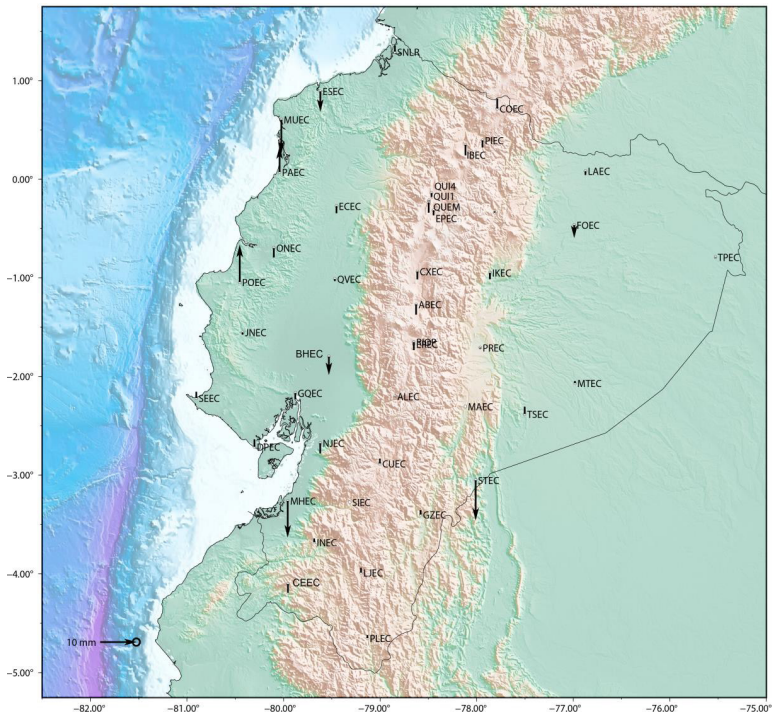 1.00°
SNLR
ESEC
COEC
MUEC
PIEC
IBEC
PAEC
LAEC
0.00°
QUI4
QUI1
QUEM
EPEC
ECEC
FOEC
ONEC
TPEC
CXEC
IKEC
−1.00°
POEC
QVEC
ABEC
JNEC
PREC
BHEC
−2.00°
MTEC
SEEC
GQEC
ALEC
MAEC
TSEC
NJEC
CUEC
−3.00°
STEC
MHEC
SIEC
GZEC
INEC
LJEC
−4.00°
CEEC
10 mm
PLEC
−5.00°
−82.00° −81.00° −80.00° −79.00° −78.00° −77.00° −76.00° −75.00°